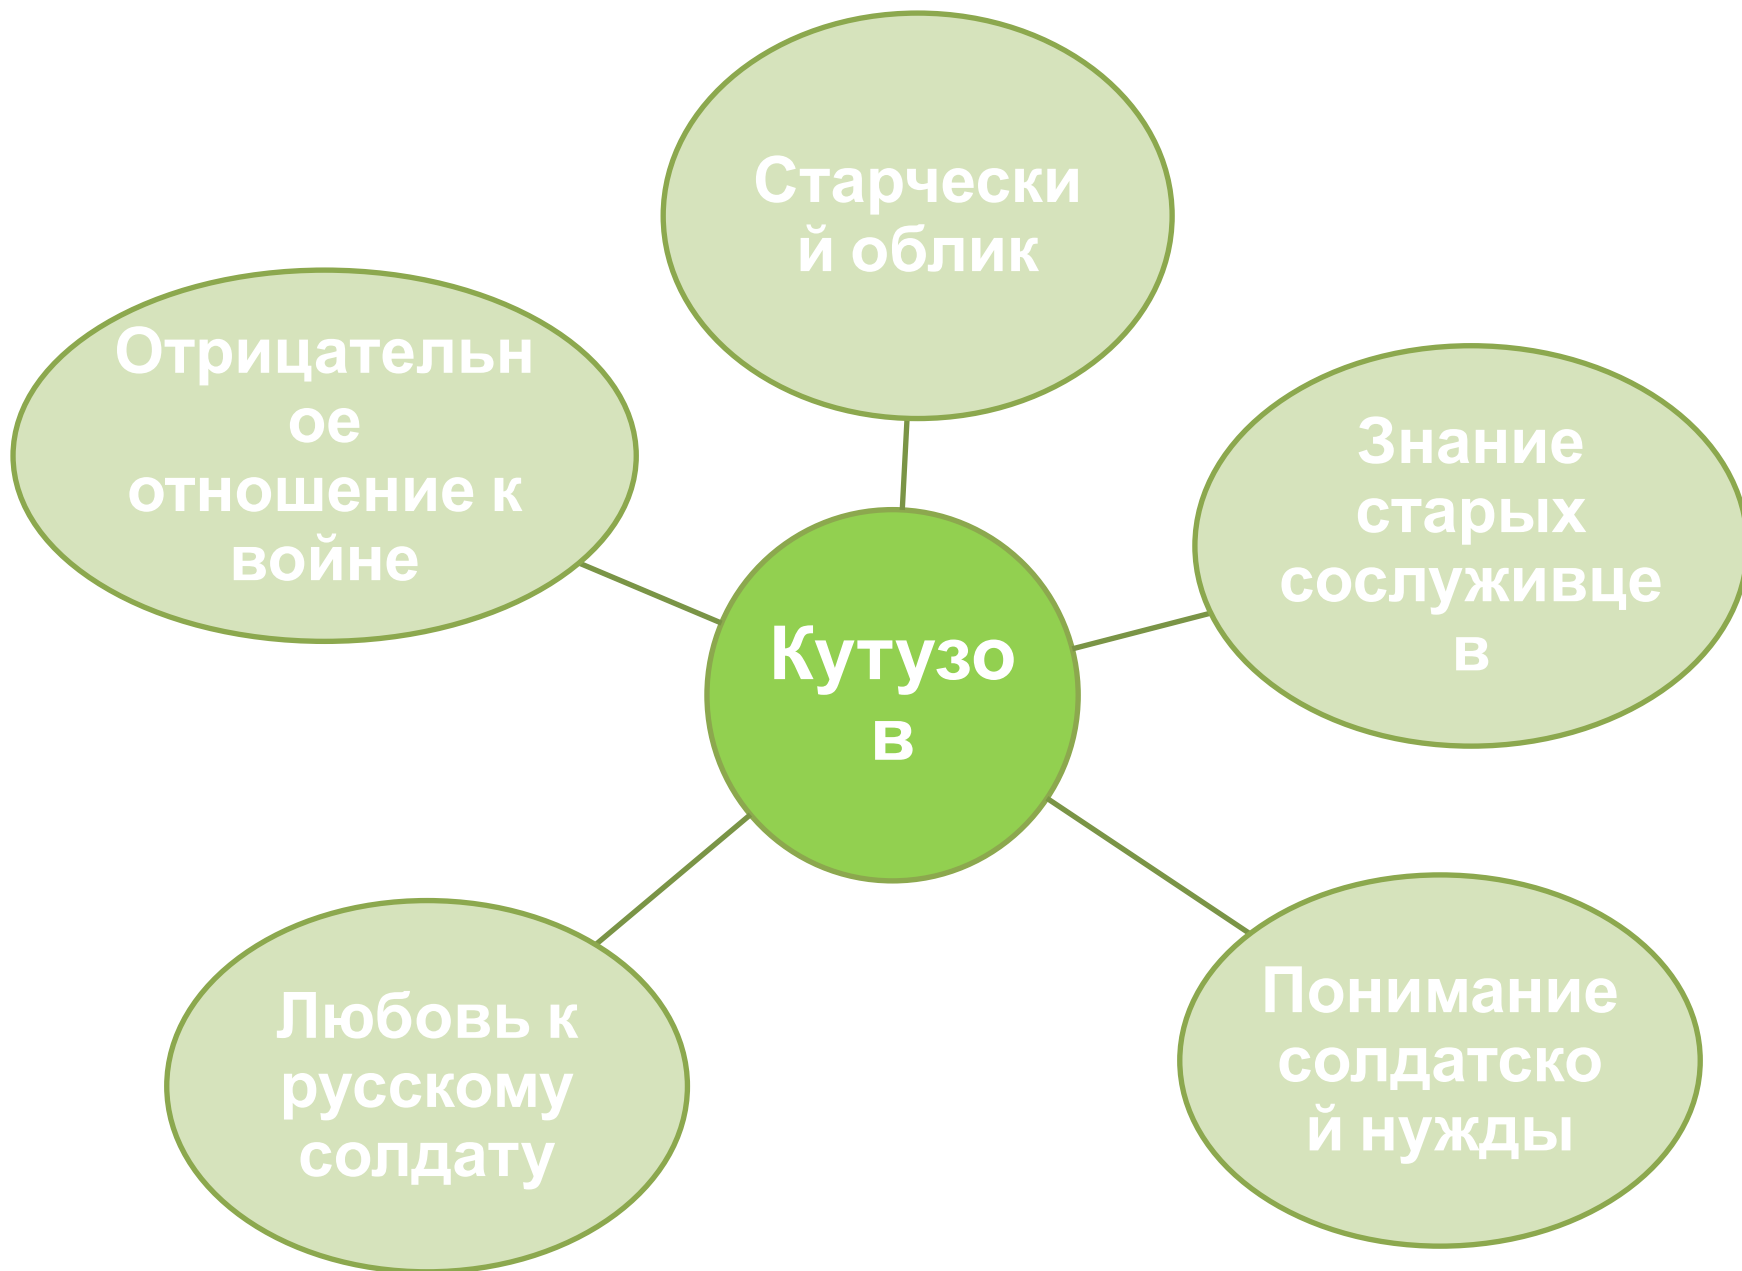 Старчески
й облик
Отрицательн
ое
отношение к
войне
Знание
старых
сослуживце
в
Кутузо
в
Любовь к
русскому
солдату
Понимание
солдатско
й нужды